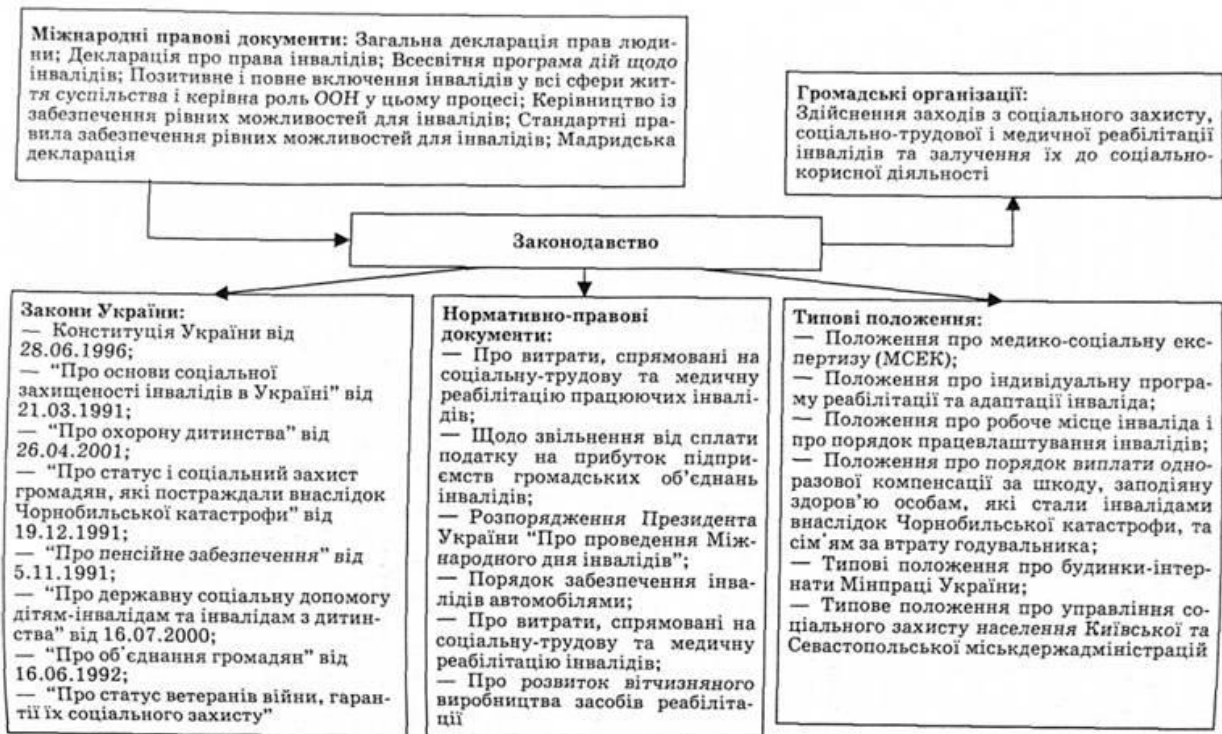 Міжнародні правові документи: Загальна декларація прав люди-
ни; Декларація про права інвалідів; Всесвітня програма дій щодо
інвалідів; Позитивне і повне включення інвалідів у всі сфери жит-
тя суспільства і керівна роль ООН у цьому процесі; Керівництво із
забезпечення рівних можливостей для інвалідів; Стандартні пра-
вила забезпечення рівних можливостей для інвалідів; Мадридська
декларація
Громадські організації:
Здійснення заходів з соціального захисту,
соціально-трудової і медичної реабілітації
інвалідів та залучення їх до соціально-
корисної діяльності
Законодавство
Закони України:
— Конституція України від
28.06.1996;
— “Про основи соціальної
захищеності інвалідів в Україні” від
21.03.1991;
— “Про охорону дитинства” від
26.04.2001;
— “Про статус і соціальний захист
громадян, які постраждали внаслідок
Чорнобильської катастрофи” від
19.12.1991;
— “Про пенсійне забезпечення” від
5.11.1991;
— “Про державну соціальну допомогу
дітям-інвалідам та інвалідам з дитин-
ства” від 16.07.2000;
— “Про об'єднання громадян” від
16.06.1992;
— “Про статус ветеранів війни, гаран-
тії їх соціального захисту”
Нормативно-правові
документи:
— Про витрати, спрямовані на
соціальну-трудову та медичну
реабілітацію працюючих інвалі-
дів;
— Щодо звільнення від сплати
податку на прибуток підпри-
ємств громадських об'єднань
інвалідів;
— Розпорядження Президента
України “Про проведення Між-
народного дня інвалідів”;
— Порядок забезпечення інва-
лідів автомобілями;
— Про витрати, спрямовані на
соціальну-трудову та медичну
реабілітацію інвалідів;
— Про розвиток вітчизняного
виробництва засобів реабіліта-
ції
Типові положення:
— Положення про медико-соціальну екс-
пертизу (МСЕК);
— Положення про індивідуальну програ-
му реабілітації та адаптації інваліда;
— Положення про робоче місце інваліда і
про порядок працевлаштування інвалідів;
— Положення про порядок виплати одно-
разової компенсації за шкоду, заподіяну
здоров'ю особам, які стали інвалідами
внаслідок Чорнобильської катастрофи, та
сім'ям за втрату годувальника;
— Типові положення про будинки-інтер-
нати Мінпраці України;
— Типове положення про управління со-
ціального захисту населення Київської та
Севастопольської міськдержадміністрацій